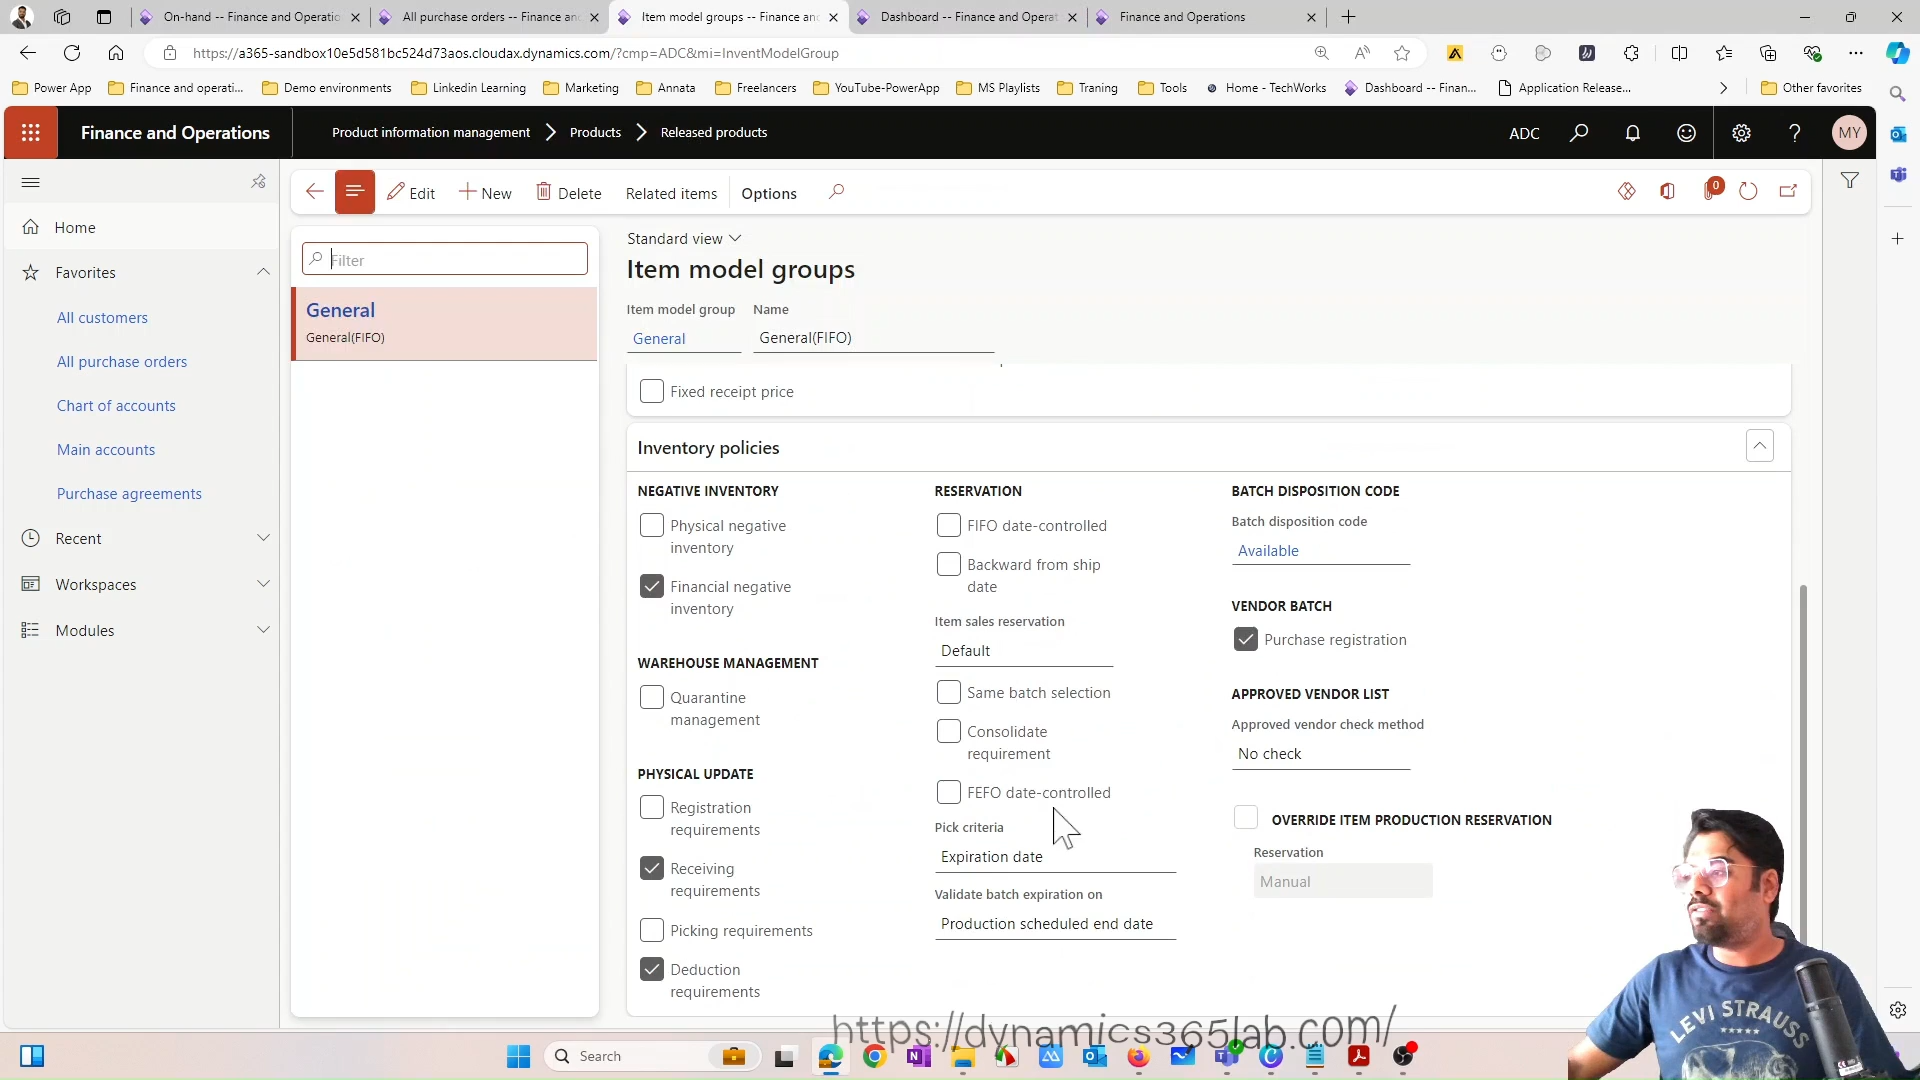 On-hand -- Finance and Operatio
All purchase orders -- Finance an
Item model groups -- Finance an
Dashboard -- Finance and Operat
Finance and Operations
https://a365-sandbox10e5d581bc524d73aos.cloudax.dynamics.com/?cmp=ADC&mi=InventModelGroup
Power App
Finance and operati...
Demo environments
Linkedin Learning
Marketing
Annata
Freelancers
YouTube-PowerApp
MS Playlists
Traning
Tools
Home - TechWorks
Dashboard -- Finan...
Application Release...
Other favorites
Finance and Operations
Product information management
Products
Released products
ADC
MY
Edit
New
Delete
Related items
Options
0
Home
Favorites
All customers
All purchase orders
Chart of accounts
Main accounts
Purchase agreements
Recent
Workspaces
Modules
Filter
General
General(FIFO)
Standard view
Item model groups
Item model group
Name
General
General(FIFO)
Fixed receipt price
Inventory policies
NEGATIVE INVENTORY
Physical negative
inventory
Financial negative
inventory
WAREHOUSE MANAGEMENT
Quarantine
management
PHYSICAL UPDATE
Registration
requirements
Receiving
requirements
Picking requirements
Deduction
requirements
RESERVATION
FIFO date-controlled
Backward from ship
date
Item sales reservation
Default
Same batch selection
Consolidate
requirement
FEFO date-controlled
Pick criteria
Expiration date
Validate batch expiration on
Production scheduled end date
BATCH DISPOSITION CODE
Batch disposition code
Available
VENDOR BATCH
Purchase registration
APPROVED VENDOR LIST
Approved vendor check method
No check
OVERRIDE ITEM PRODUCTION RESERVATION
Reservation
Manual
https://dynamics365lab.com/
LEVI STRAUSS
Search